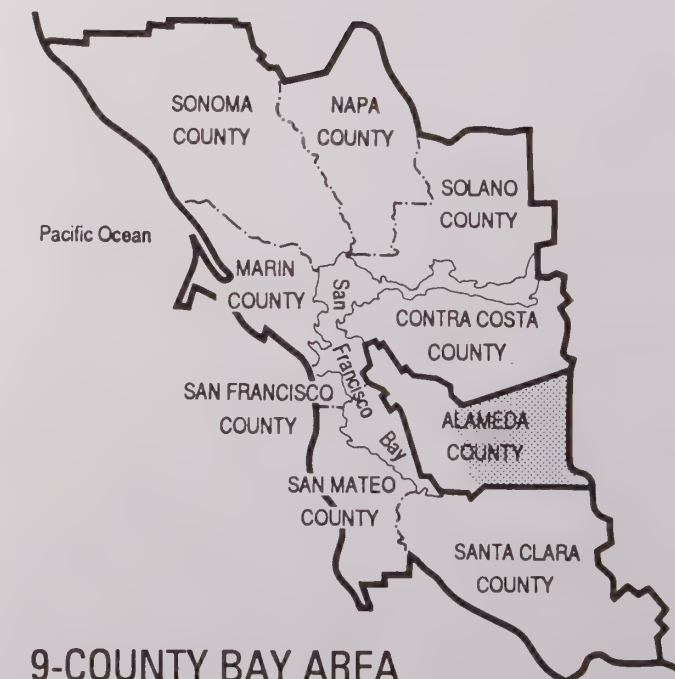 SONOMA
COUNTY
NAPA
COUNTY
SOLANO
COUNTY
Pacific Ocean
MARIN
COUNTY
San
Francisco
Bay
CONTRA COSTA
COUNTY
SAN FRANCISCO
COUNTY
ALAMEDA
COUNTY
SAN MATEO
COUNTY
SANTA CLARA
COUNTY
9-COUNTY BAY AREA